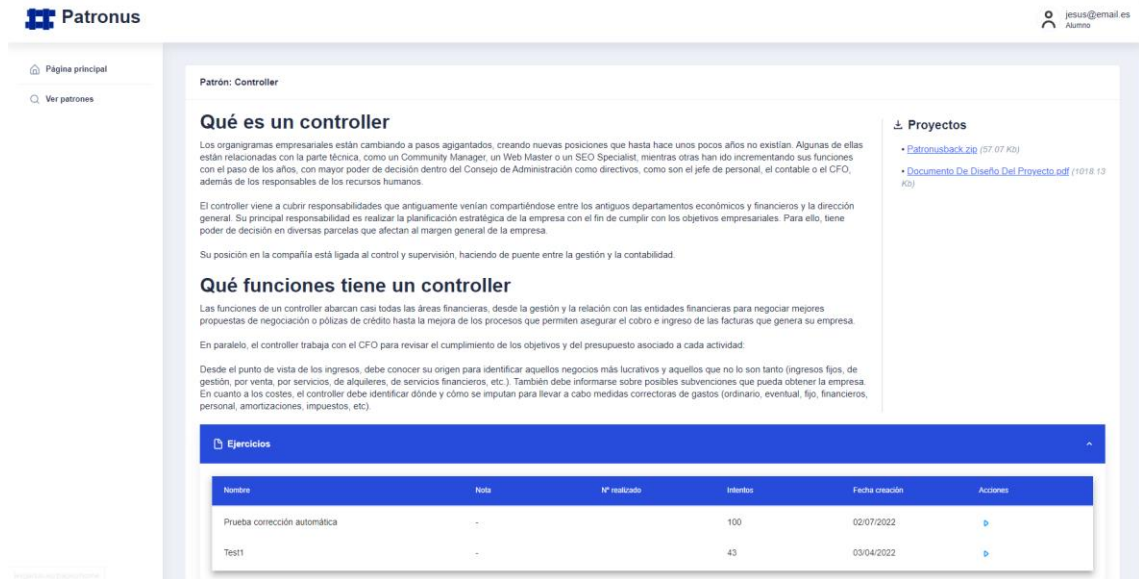 Patronus
jesus@email.es
Alumno
Página principal
Ver patrones
Patrón: Controller
Qué es un controller
Los organigramas empresariales están cambiando a pasos agigantados, creando nuevas posiciones que hasta hace unos pocos años no existían. Algunas de ellas
están relacionadas con la parte técnica, como un Community Manager, un Web Master o un SEO Specialist, mientras otras han ido incrementando sus funciones
con el paso de los años, con mayor poder de decisión dentro del Consejo de Administración como directivos, como son el jefe de personal, el contable o el CFO,
además de los responsables de los recursos humanos.
El controller viene a cubrir responsabilidades que antiguamente venían compartiéndose entre los antiguos departamentos económicos y financieros y la dirección
general. Su principal responsabilidad es realizar la planificación estratégica de la empresa con el fin de cumplir con los objetivos empresariales. Para ello, tiene
poder de decisión en diversas parcelas que afectan al margen general de la empresa.
Su posición en la compañía está ligada al control y supervisión, haciendo de puente entre la gestión y la contabilidad.
Qué funciones tiene un controller
Las funciones de un controller abarcan casi todas las áreas financieras, desde la gestión y la relación con las entidades financieras para negociar mejores
propuestas de negociación o pólizas de crédito hasta la mejora de los procesos que permiten asegurar el cobro e ingreso de las facturas que genera su empresa.
En paralelo, el controller trabaja con el CFO para revisar el cumplimiento de los objetivos y del presupuesto asociado a cada actividad:
Desde el punto de vista de los ingresos, debe conocer su origen para identificar aquellos negocios más lucrativos y aquellos que no lo son tanto (ingresos fijos, de
gestión, por venta, por servicios, de alquileres, de servicios financieros, etc.). También debe informarse sobre posibles subvenciones que pueda obtener la empresa.
En cuanto a los costes, el controller debe identificar dónde y cómo se imputan para llevar a cabo medidas correctoras de gastos (ordinario, eventual, fijo, financieros,
personal, amortizaciones, impuestos, etc).
Proyectos
• Patronusback.zip (57.07 Kb)
• Documento De Diseño Del Proyecto.pdf (1018.13
Kb)
Ejercicios
Nombre Nota Nº realizado Intentos Fecha creación Acciones
Prueba corrección automática - 100 02/07/2022
Test1 - 43 03/04/2022